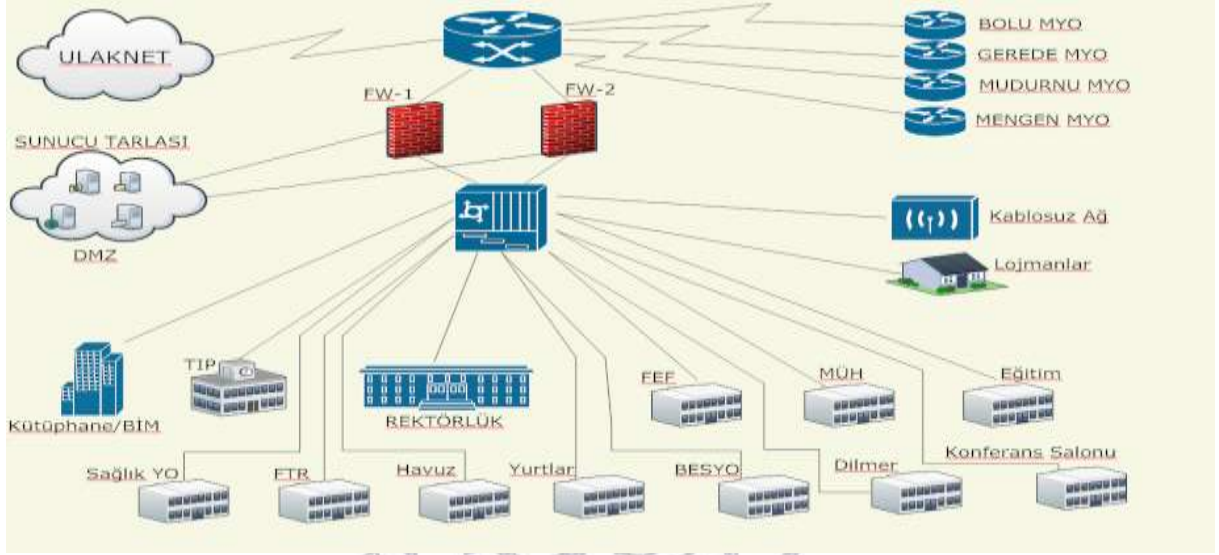 ULAKNET
BOLU MYO
GEREDE MYO
MUDURNU MYO
MENGEN MYO
FW-1
FW-2
SUNUCU TARLASI
DMZ
Kablosuz Ağ
Lojmanlar
Kütüphane/BİM
TIP
REKTÖRLÜK
FEF
MÜH
Eğitim
Sağlık YO
FTR
Havuz
Yurtlar
BESYO
Dilmer
Konferans Salonu